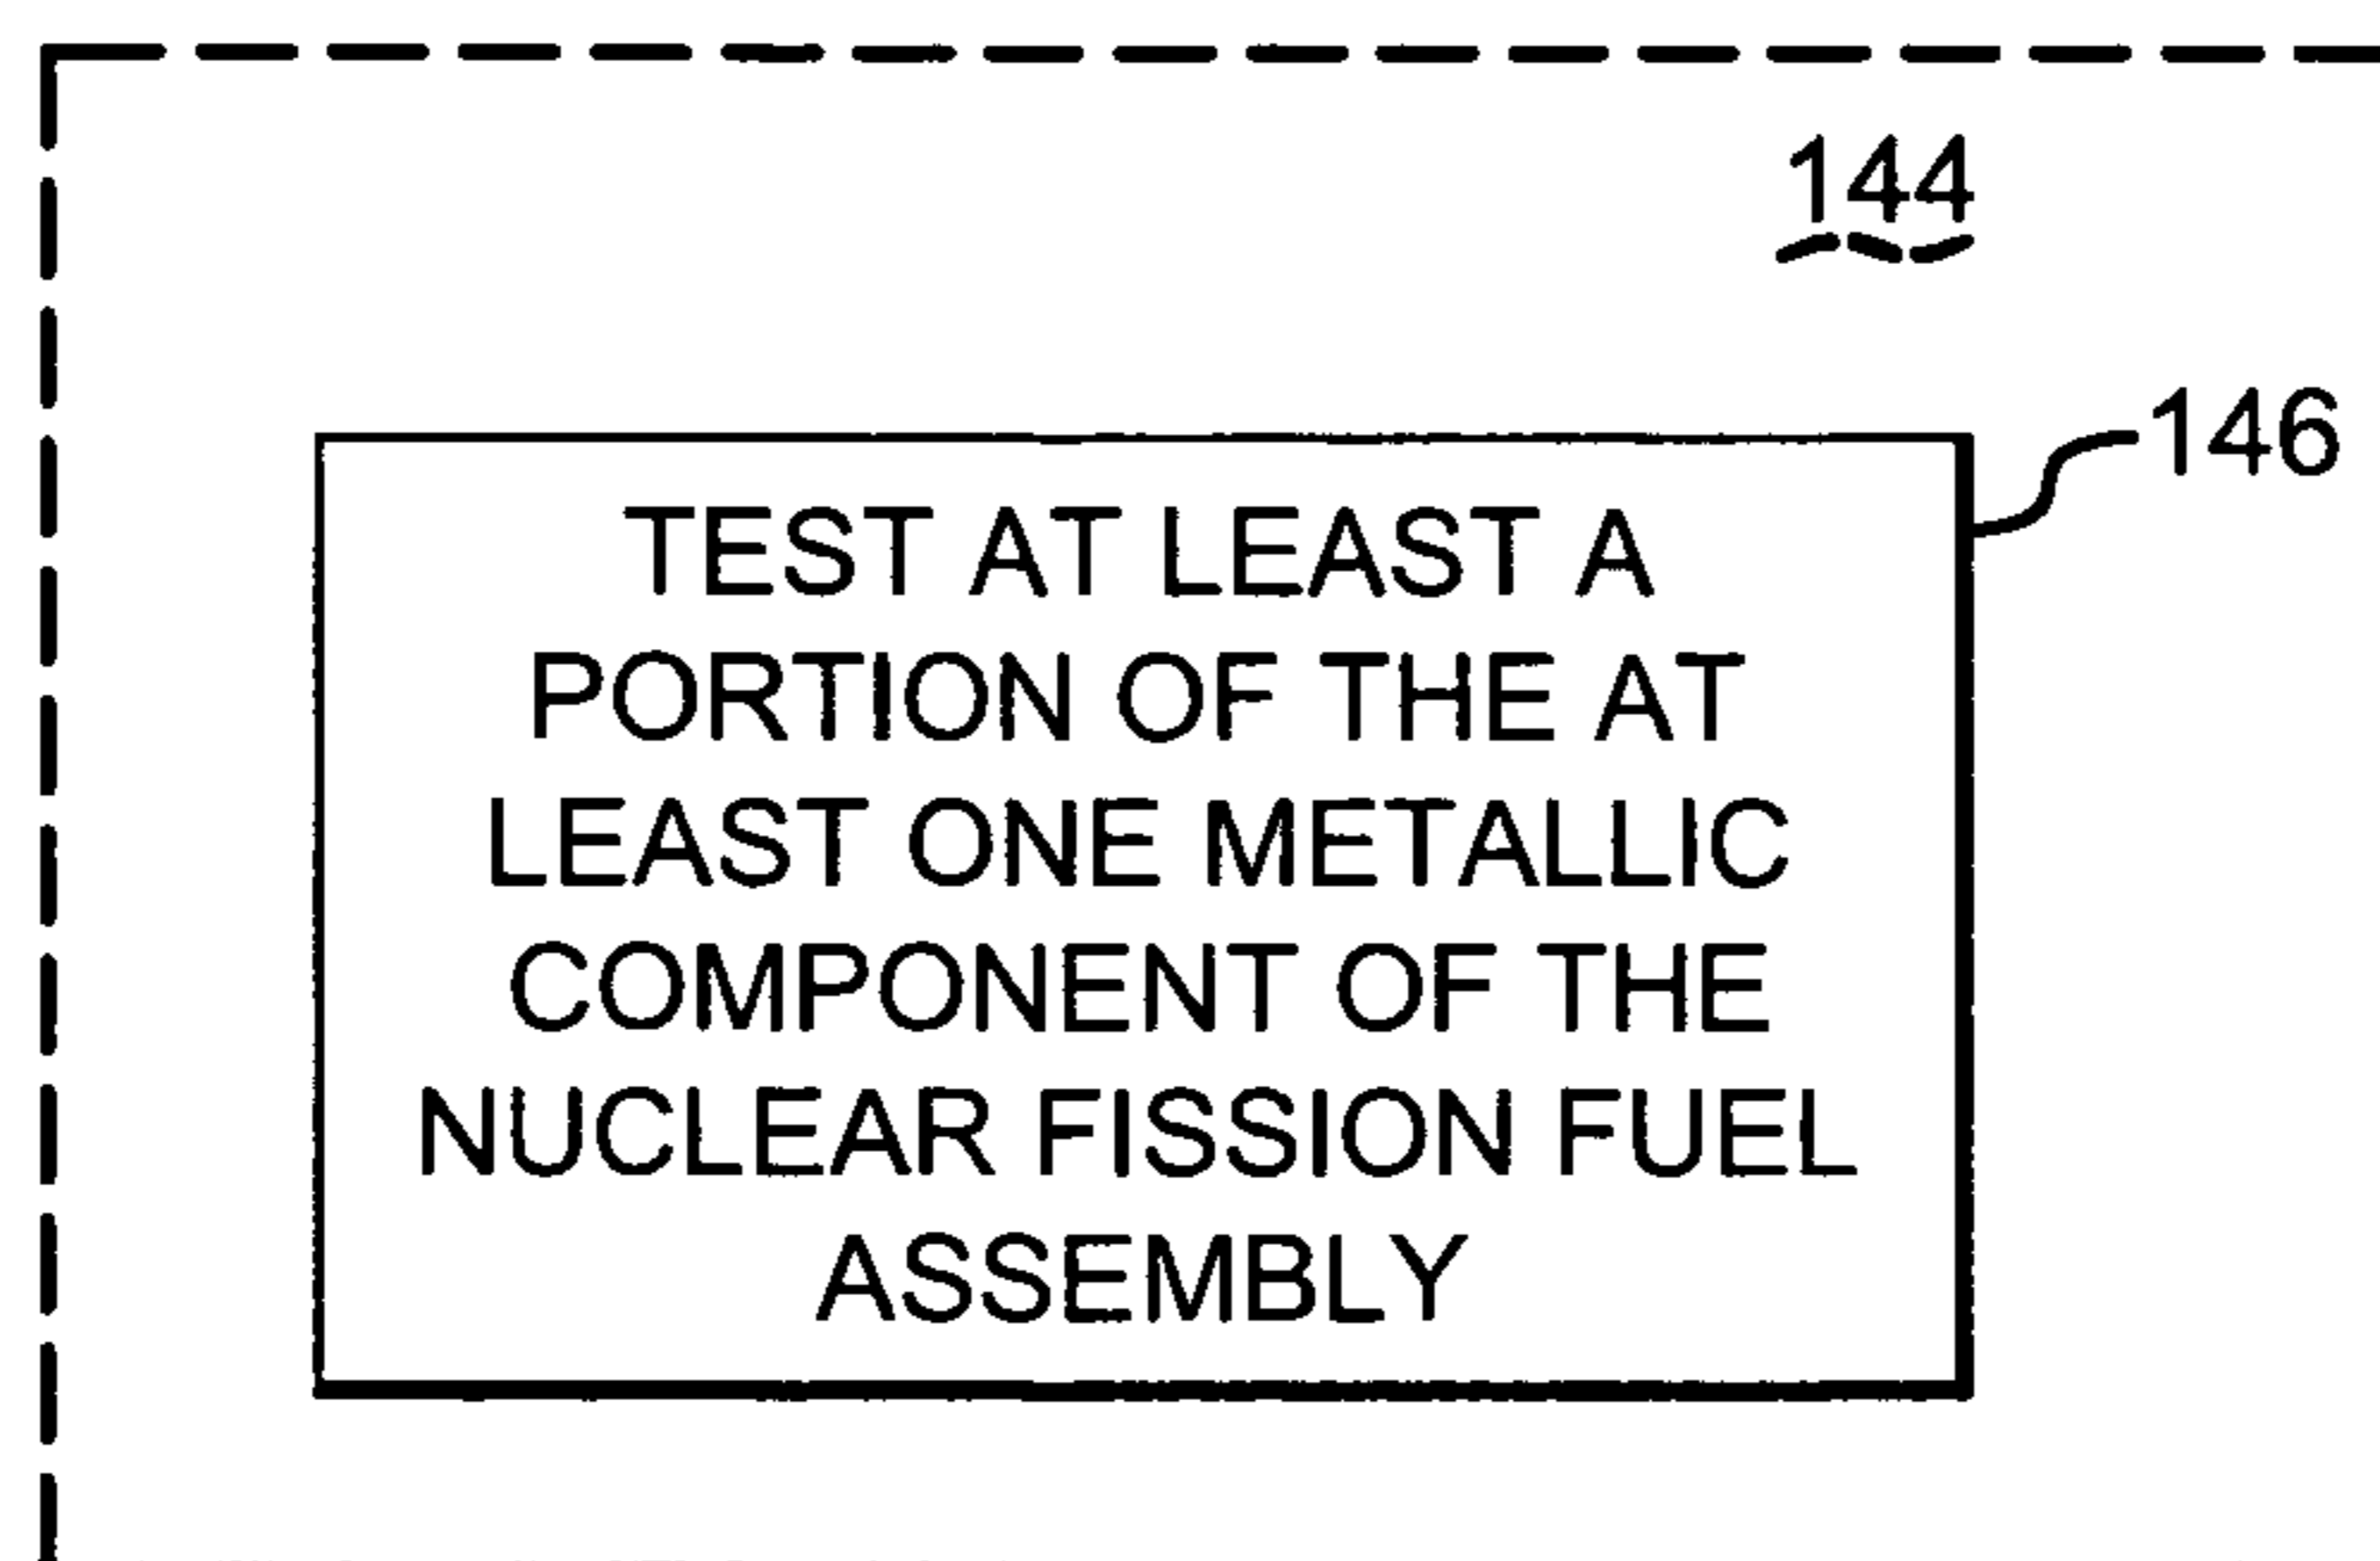 144
146
TEST AT LEAST A
PORTION OF THE AT
LEAST ONE METALLIC
COMPONENT OF THE
NUCLEAR FISSION FUEL
ASSEMBLY